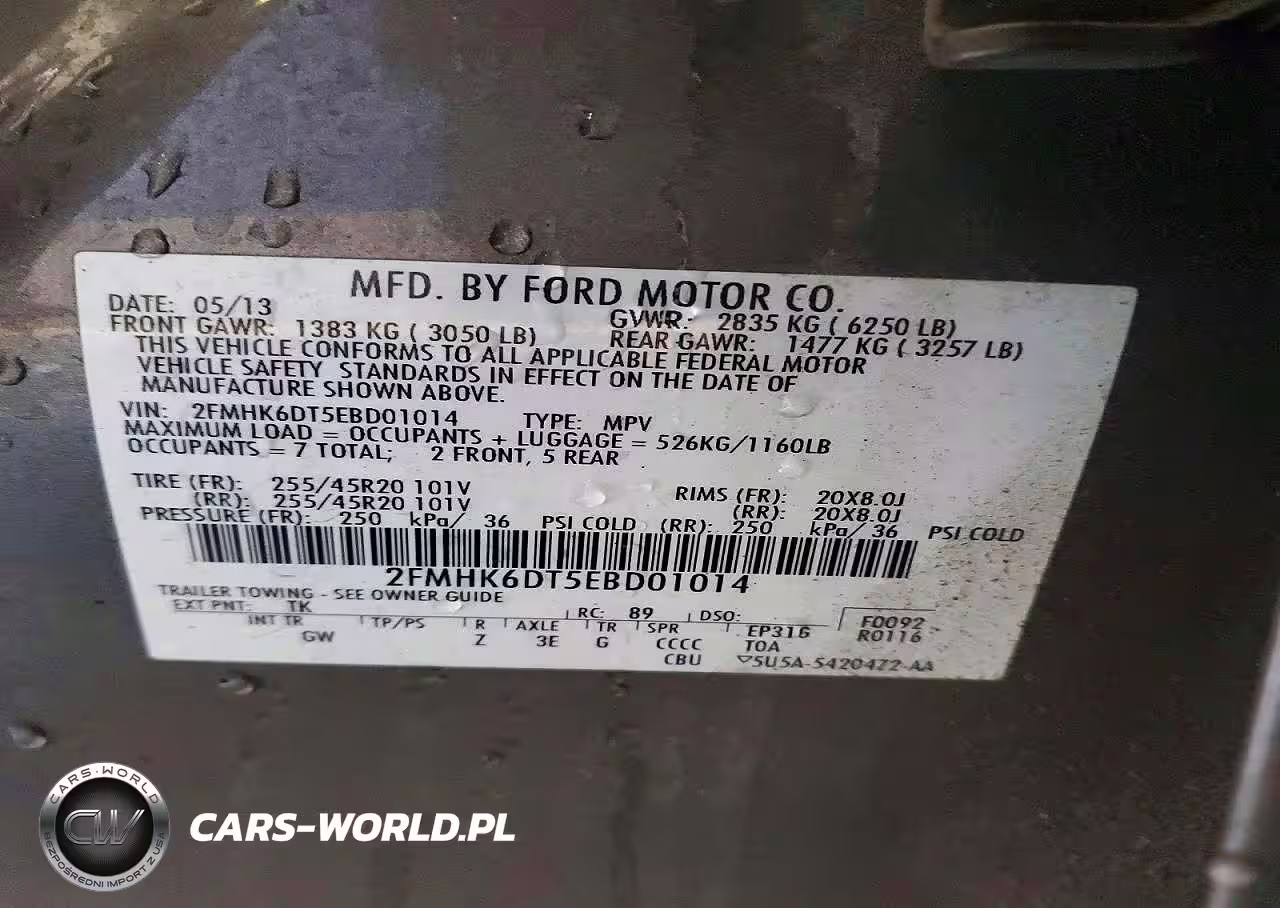 MFD. BY FORD MOTOR CO.
DATE: 05/13 GVWR: 2835 KG ( 6250 LB)
FRONT GAWR: 1383 KG ( 3050 LB) REAR GAWR: 1477 KG ( 3257 LB)
THIS VEHICLE CONFORMS TO ALL APPLICABLE FEDERAL MOTOR
VEHICLE SAFETY STANDARDS IN EFFECT ON THE DATE OF
MANUFACTURE SHOWN ABOVE.
VIN: 2FMHK6DT5EBD01014 TYPE: MPV
MAXIMUM LOAD = OCCUPANTS + LUGGAGE = 526KG/1160LB
OCCUPANTS = 7 TOTAL; 2 FRONT, 5 REAR
TIRE (FR): 255/45R20 101V RIMS (FR): 20X8.0J
(RR): 255/45R20 101V (RR): 20X8.0J
PRESSURE (FR): 250 kPa/ 36 PSI COLD (RR): 250 kPa/ 36 PSI COLD
2FMHK6DT5EBD01014
TRAILER TOWING - SEE OWNER GUIDE
EXT PNT: TK RC: 89 DSO: F0092
INT TR TP/PS R AXLE TR SPR EP31G R0116
GW Z 3E G CCCC TOA
CBU ▽5U5A-5420472-AA
CARS-WORLD
CW
BEZPOŚREDNI IMPORT Z USA
CARS-WORLD.PL